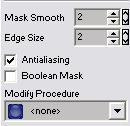 Mask Smooth 2
Edge Size 2
Antialiasing
Boolean Mask
Modify Procedure
<none>